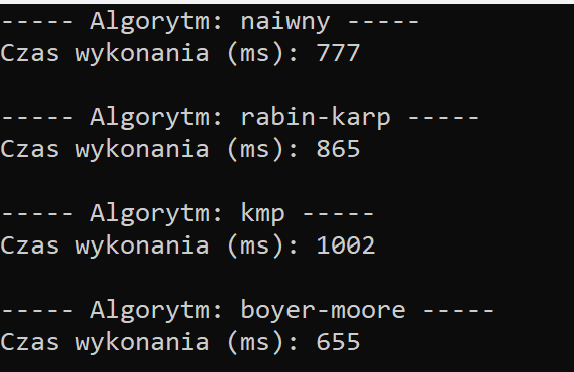 ----- Algorytm: naiwny -----
Czas wykonania (ms): 777
----- Algorytm: rabin-karp -----
Czas wykonania (ms): 865
----- Algorytm: kmp -----
Czas wykonania (ms): 1002
----- Algorytm: boyer-moore -----
Czas wykonania (ms): 655